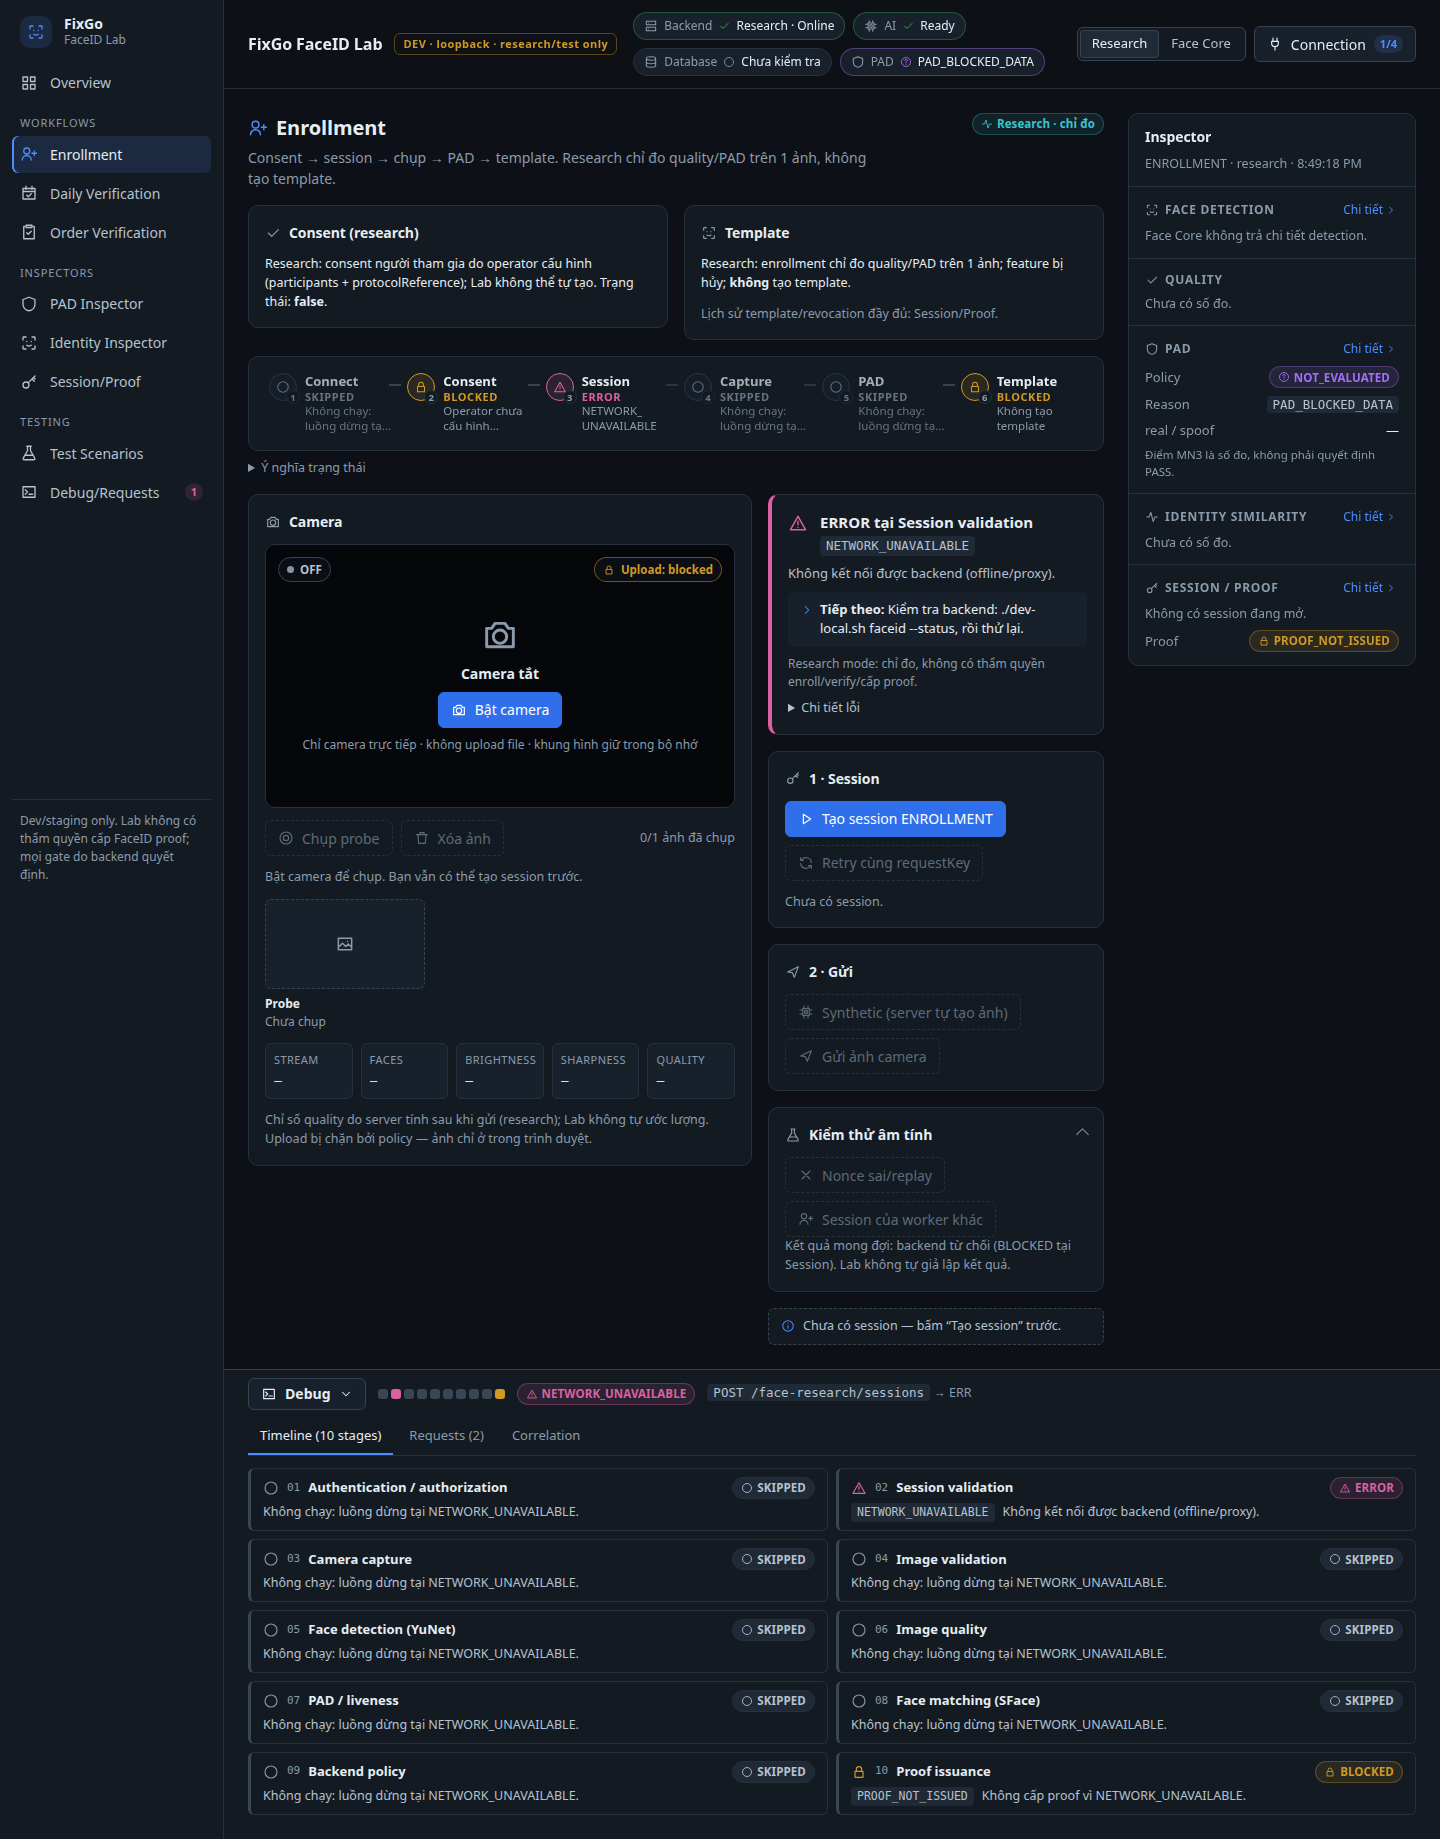 FixGo
FaceID Lab
Overview
WORKFLOWS
Enrollment
Daily Verification
Order Verification
INSPECTORS
PAD Inspector
Identity Inspector
Session/Proof
TESTING
Test Scenarios
Debug/Requests 1
Dev/staging only. Lab không có
thẩm quyền cấp FaceID proof;
mọi gate do backend quyết
định.
FixGo FaceID Lab
DEV · loopback · research/test only
Backend Research · Online
AI Ready
Database Chưa kiểm tra
PAD PAD_BLOCKED_DATA
Research
Face Core
Connection 1/4
Enrollment
Research · chỉ đo
Consent → session → chụp → PAD → template. Research chỉ đo quality/PAD trên 1 ảnh, không
tạo template.
Consent (research)
Research: consent người tham gia do operator cấu hình
(participants + protocolReference); Lab không thể tự tạo. Trạng
thái: false.
Template
Research: enrollment chỉ đo quality/PAD trên 1 ảnh; feature bị
hủy; không tạo template.
Lịch sử template/revocation đầy đủ: Session/Proof.
1
Connect
SKIPPED
Không chạy:
luồng dừng tạ...
2
Consent
BLOCKED
Operator chưa
cấu hình...
3
Session
ERROR
NETWORK_
UNAVAILABLE
4
Capture
SKIPPED
Không chạy:
luồng dừng tạ...
5
PAD
SKIPPED
Không chạy:
luồng dừng tạ...
6
Template
BLOCKED
Không tạo
template
Ý nghĩa trạng thái
Camera
OFF
Upload: blocked
Camera tắt
Bật camera
Chỉ camera trực tiếp · không upload file · khung hình giữ trong bộ nhớ
Chụp probe
Xóa ảnh
0/1 ảnh đã chụp
Bật camera để chụp. Bạn vẫn có thể tạo session trước.
Probe
Chưa chụp
STREAM
–
FACES
–
BRIGHTNESS
–
SHARPNESS
–
QUALITY
–
Chỉ số quality do server tính sau khi gửi (research); Lab không tự ước lượng.
Upload bị chặn bởi policy — ảnh chỉ ở trong trình duyệt.
ERROR tại Session validation
NETWORK_UNAVAILABLE
Không kết nối được backend (offline/proxy).
Tiếp theo: Kiểm tra backend: ./dev-
local.sh faceid --status, rồi thử lại.
Research mode: chỉ đo, không có thẩm quyền
enroll/verify/cấp proof.
Chi tiết lỗi
1 · Session
Tạo session ENROLLMENT
Retry cùng requestKey
Chưa có session.
2 · Gửi
Synthetic (server tự tạo ảnh)
Gửi ảnh camera
Kiểm thử âm tính
Nonce sai/replay
Session của worker khác
Kết quả mong đợi: backend từ chối (BLOCKED tại
Session). Lab không tự giả lập kết quả.
Chưa có session — bấm “Tạo session” trước.
Inspector
ENROLLMENT · research · 8:49:18 PM
FACE DETECTION Chi tiết
Face Core không trả chi tiết detection.
QUALITY
Chưa có số đo.
PAD Chi tiết
Policy NOT_EVALUATED
Reason PAD_BLOCKED_DATA
real / spoof —
Điểm MN3 là số đo, không phải quyết định
PASS.
IDENTITY SIMILARITY Chi tiết
Chưa có số đo.
SESSION / PROOF Chi tiết
Không có session đang mở.
Proof PROOF_NOT_ISSUED
Debug
NETWORK_UNAVAILABLE
POST /face-research/sessions → ERR
Timeline (10 stages)
Requests (2)
Correlation
01 Authentication / authorization SKIPPED
Không chạy: luồng dừng tại NETWORK_UNAVAILABLE.
02 Session validation ERROR
NETWORK_UNAVAILABLE Không kết nối được backend (offline/proxy).
03 Camera capture SKIPPED
Không chạy: luồng dừng tại NETWORK_UNAVAILABLE.
04 Image validation SKIPPED
Không chạy: luồng dừng tại NETWORK_UNAVAILABLE.
05 Face detection (YuNet) SKIPPED
Không chạy: luồng dừng tại NETWORK_UNAVAILABLE.
06 Image quality SKIPPED
Không chạy: luồng dừng tại NETWORK_UNAVAILABLE.
07 PAD / liveness SKIPPED
Không chạy: luồng dừng tại NETWORK_UNAVAILABLE.
08 Face matching (SFace) SKIPPED
Không chạy: luồng dừng tại NETWORK_UNAVAILABLE.
09 Backend policy SKIPPED
Không chạy: luồng dừng tại NETWORK_UNAVAILABLE.
10 Proof issuance BLOCKED
PROOF_NOT_ISSUED Không cấp proof vì NETWORK_UNAVAILABLE.